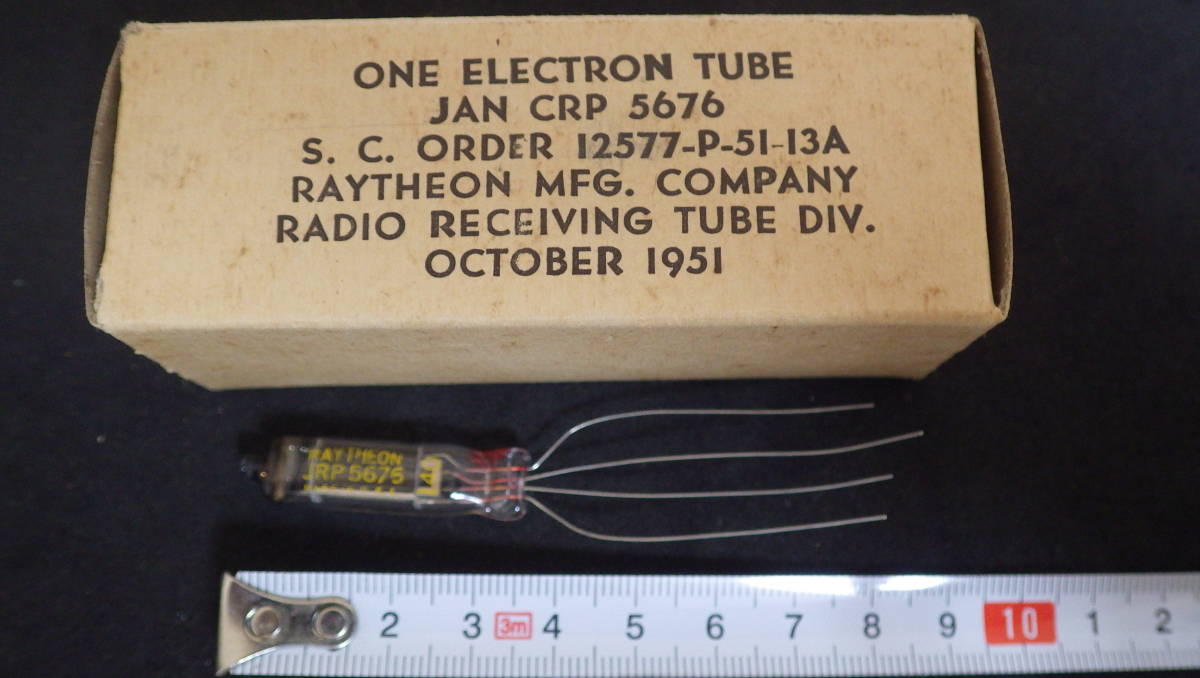 ONE ELECTRON TUBE
JAN CRP 5676
S. C. ORDER 12577-P-51-13A
RAYTHEON MFG. COMPANY
RADIO RECEIVING TUBE DIV.
OCTOBER 1951
RAYTHEON
JRP 5676
2 3 3m 4 5 6 7 8 9 10 1 2